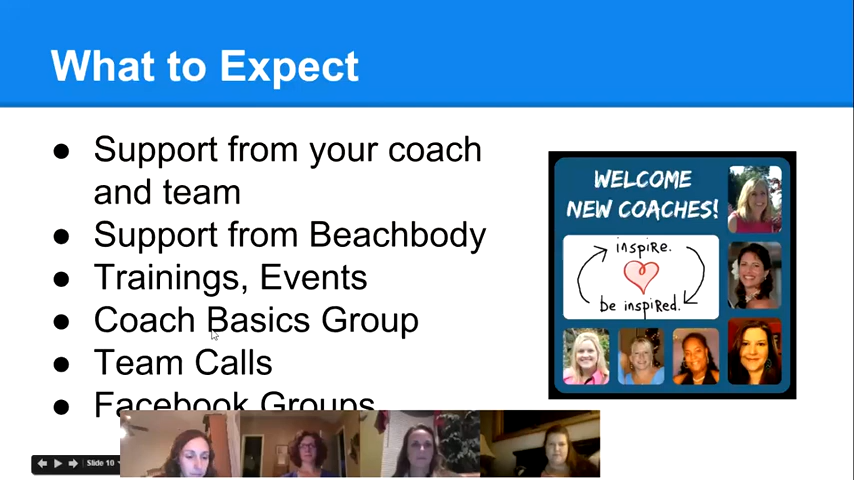 What to Expect
● Support from your coach
and team
● Support from Beachbody
● Trainings, Events
● Coach Basics Group
● Team Calls
● Facebook Groups
WELCOME
NEW COACHES!
inspire.
be inspired.
Slide 10